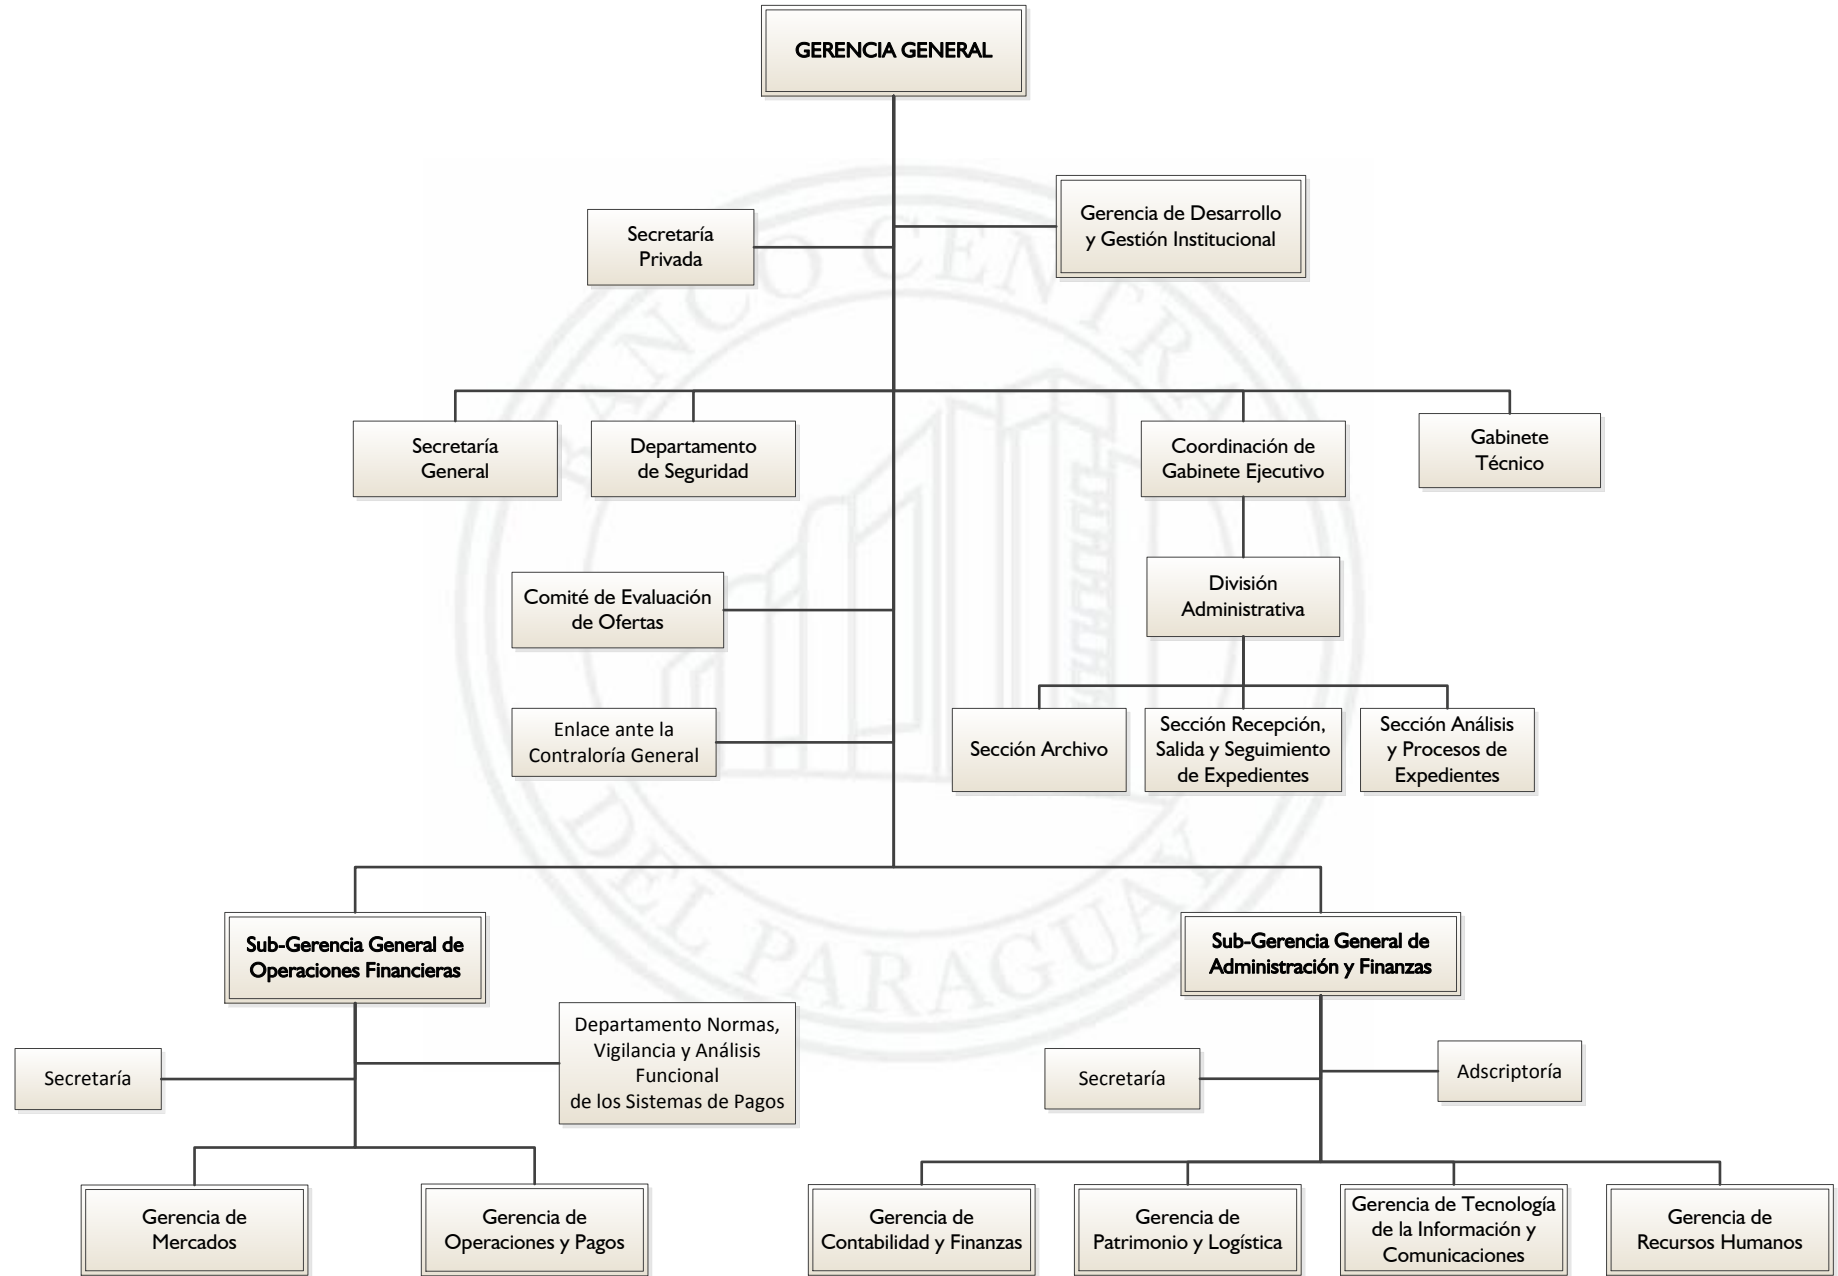 GERENCIA GENERAL
Gerencia de Desarrollo
y Gestión Institucional
Secretaría
Privada
Secretaría
General
Departamento
de Seguridad
Coordinación de
Gabinete Ejecutivo
Gabinete
Técnico
Comité de Evaluación
de Ofertas
División
Administrativa
Enlace ante la
Contraloría General
Sección Archivo
Sección Recepción,
Salida y Seguimiento
de Expedientes
Sección Análisis
y Procesos de
Expedientes
Sub-Gerencia General de
Operaciones Financieras
Sub-Gerencia General de
Administración y Finanzas
Secretaría
Departamento Normas,
Vigilancia y Análisis
Funcional
de los Sistemas de Pagos
Secretaría
Adscriptoría
Gerencia de
Mercados
Gerencia de
Operaciones y Pagos
Gerencia de
Contabilidad y Finanzas
Gerencia de
Patrimonio y Logística
Gerencia de Tecnología
de la Información y
Comunicaciones
Gerencia de
Recursos Humanos
BANCO CENTRAL
DEL PARAGUAY